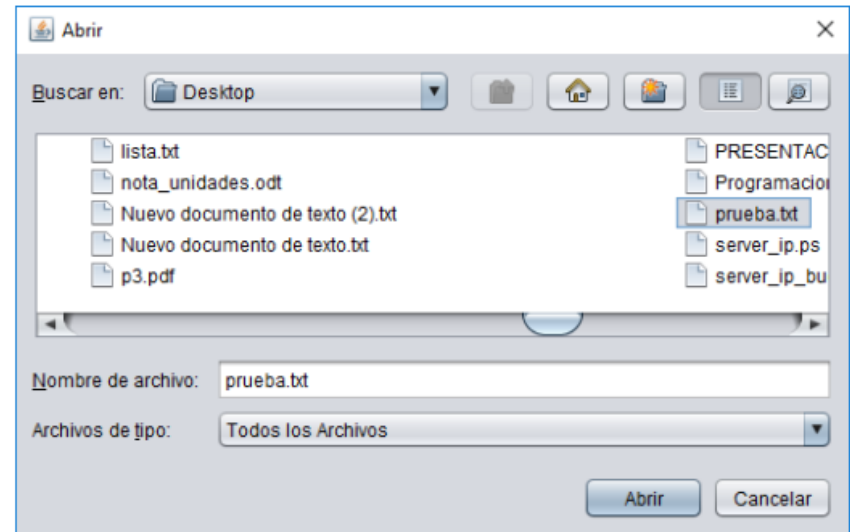 Abrir
Buscar en: Desktop
lista.txt
nota_unidades.odt
Nuevo documento de texto (2).txt
Nuevo documento de texto.txt
p3.pdf
PRESENTAC
Programacion
prueba.txt
server_ip.ps
server_ip_bu
Nombre de archivo: prueba.txt
Archivos de tipo: Todos los Archivos
Abrir Cancelar